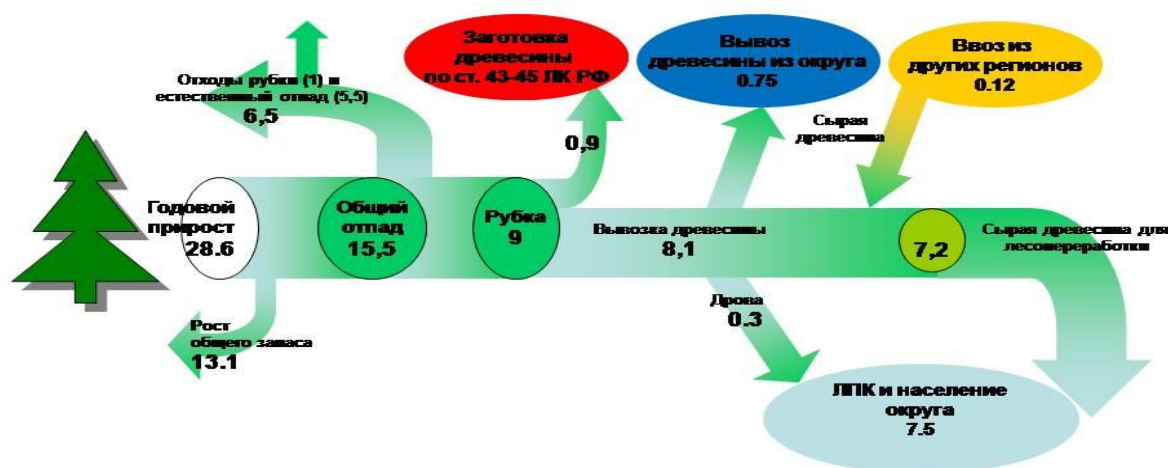 Заготовка
древесины
по ст. 43-45 ЛК РФ
Вывоз
древесины из округа
0.75
Ввоз из
других регионов
0.12
Отходы рубки (1) и
естественный отпад (5,5)
6,5
0,9
Сырая
древесина
Годовой
прирост
28.6
Общий
отпад
15,5
Рубка
9
Вывозка древесины
8,1
7,2
Сырая древесина для
лесопереработки
Рост
общего запаса
13.1
Дрова
0.3
ЛПК и население
округа
7.5